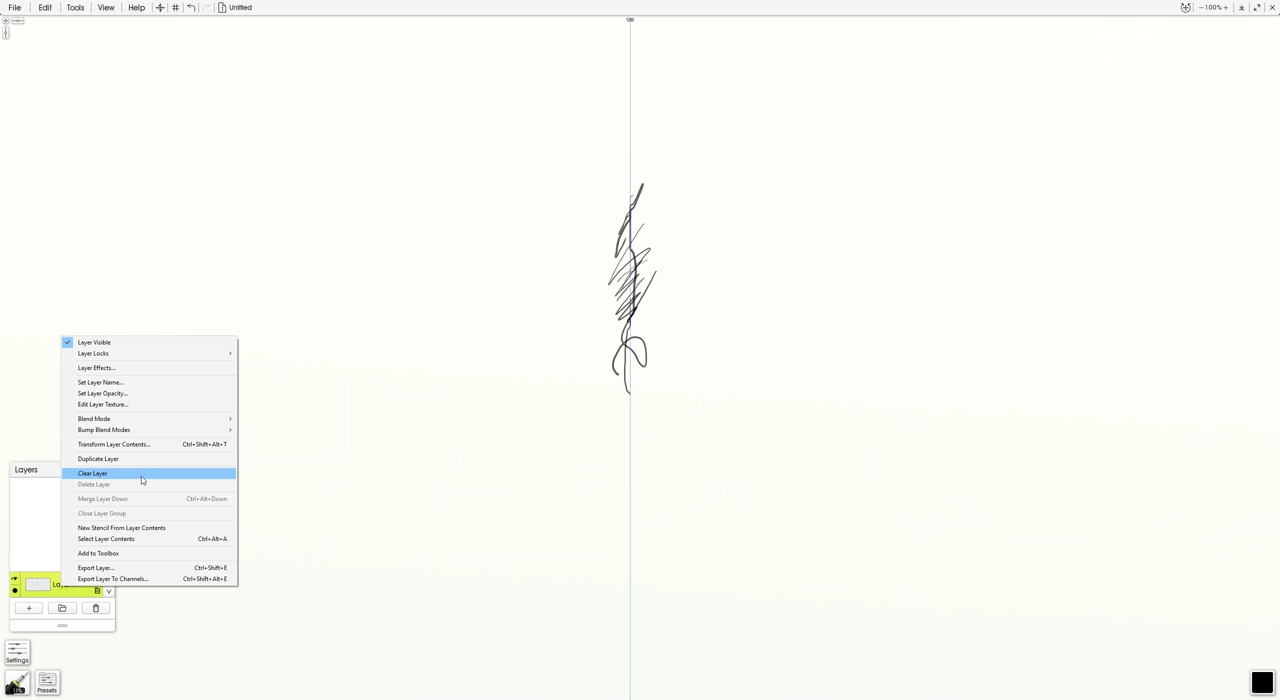 File Edit Tools View Help Untitled −100%+
1280
Layer Visible
Layer Locks
Layer Effects...
Set Layer Name...
Set Layer Opacity...
Edit Layer Texture...
Blend Mode
Bump Blend Modes
Transform Layer Contents... Ctrl+Shift+Alt+T
Duplicate Layer
Layers
Clear Layer
Delete Layer
Merge Layer Down Ctrl+Alt+Down
Close Layer Group
New Stencil From Layer Contents
Select Layer Contents Ctrl+Alt+A
Add to Toolbox
Export Layer... Ctrl+Shift+E
Export Layer To Channels... Ctrl+Shift+Alt+E
Settings
Presets